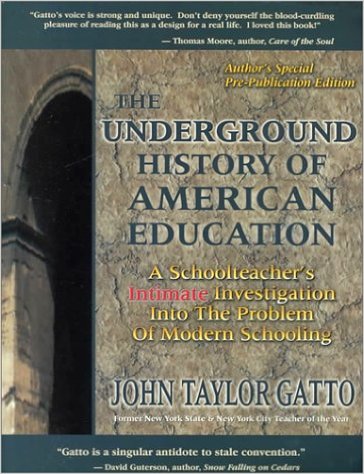 "Gatto's voice is strong and unique. Don't deny yourself the blood-curdling
pleasure of reading this as a design for a real life. I loved this book!"
— Thomas Moore, author, Care of the Soul
Author's Special
Pre-Publication Edition
THE
UNDERGROUND
HISTORY OF
AMERICAN
EDUCATION
A Schoolteacher's
Intimate Investigation
Into The Problem
Of Modern Schooling
JOHN TAYLOR GATTO
Former New York State & New York City Teacher of the Year
"Gatto is a singular antidote to stale convention."
— David Guterson, author, Snow Falling on Cedars